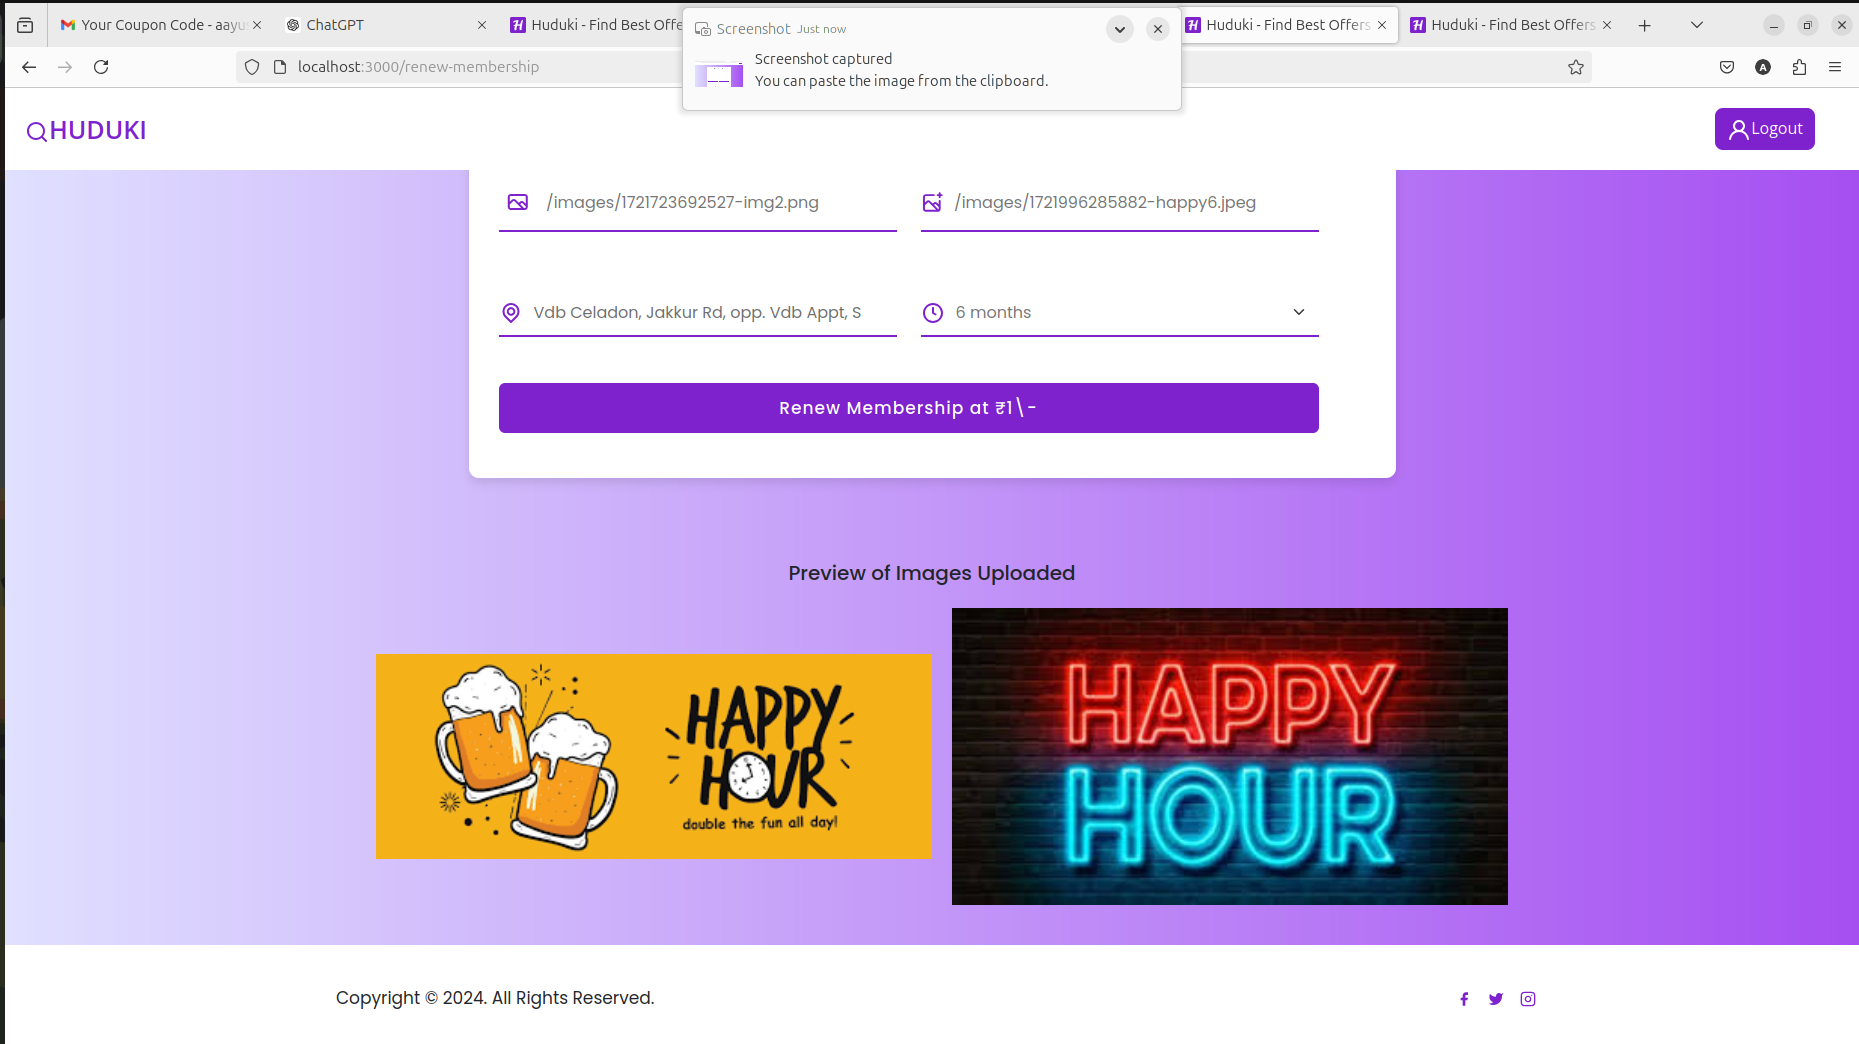 Your Coupon Code - aayu
ChatGPT
Huduki - Find Best Offe
Huduki - Find Best Offers
Huduki - Find Best Offers
Screenshot Just now
Screenshot captured
You can paste the image from the clipboard.
localhost:3000/renew-membership
A
HUDUKI
Logout
/images/1721723692527-img2.png
/images/1721996285882-happy6.jpeg
Vdb Celadon, Jakkur Rd, opp. Vdb Appt, S
6 months
Renew Membership at ₹1\-
Preview of Images Uploaded
HAPPY
HOUR
double the fun all day!
HAPPY
HOUR
Copyright © 2024. All Rights Reserved.